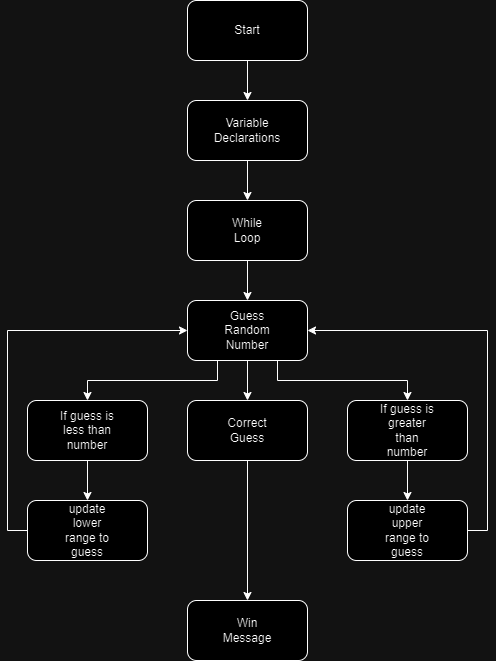 Start
Variable
Declarations
While
Loop
Guess
Random
Number
If guess is
less than
number
Correct
Guess
If guess is
greater
than
number
update
lower
range to
guess
update
upper
range to
guess
Win
Message